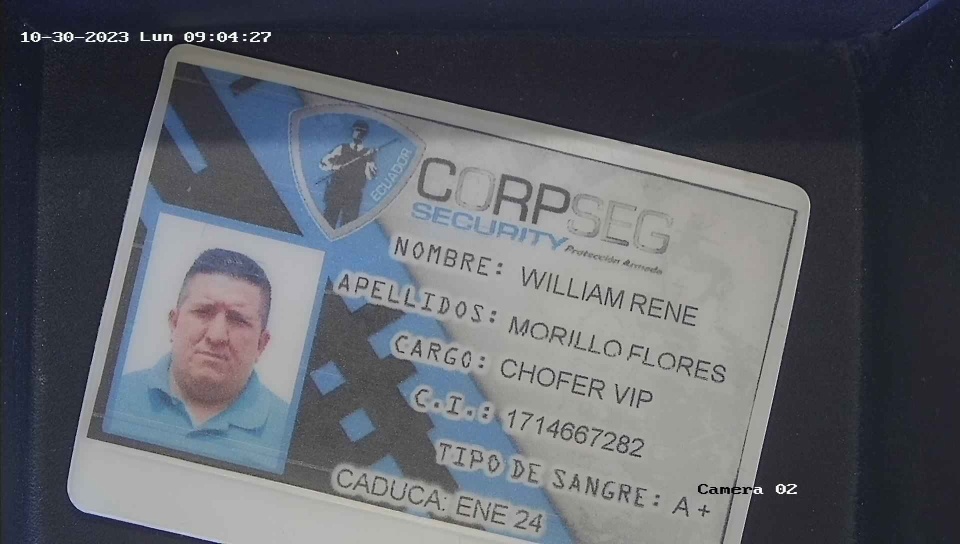 10-30-2023 Lun 09:04:27
ECUADOR
CORPSEG
SECURITY
Protección Armada
NOMBRE: WILLIAM RENE
APELLIDOS: MORILLO FLORES
CARGO: CHOFER VIP
C.I.: 1714667282
TIPO DE SANGRE: A+
CADUCA: ENE 24
Camera 02